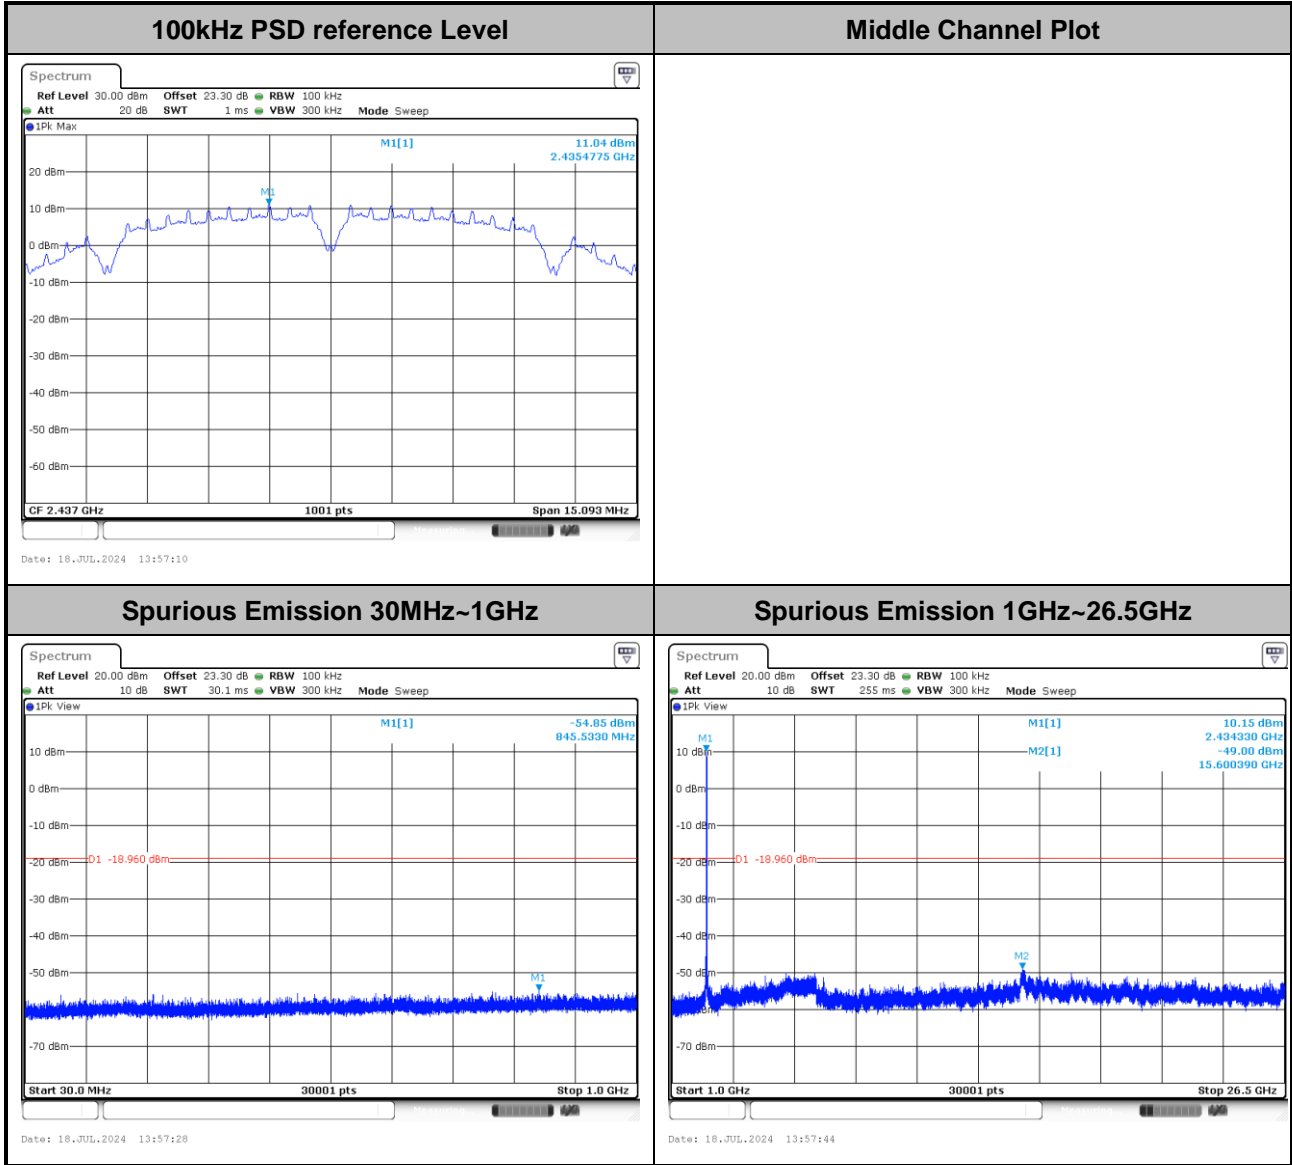 100kHz PSD reference Level
Middle Channel Plot
Spectrum
Ref Level 30.00 dBm Offset 23.30 dB RBW 100 kHz
Att 20 dB SWT 1 ms VBW 300 kHz Mode Sweep
1Pk Max
M1[1] 11.04 dBm
2.4354775 GHz
20 dBm
M1
10 dBm
0 dBm
-10 dBm
-20 dBm
-30 dBm
-40 dBm
-50 dBm
-60 dBm
CF 2.437 GHz 1001 pts Span 15.093 MHz
Date: 18.JUL.2024 13:57:10
Spurious Emission 30MHz~1GHz
Spurious Emission 1GHz~26.5GHz
Spectrum
Ref Level 20.00 dBm Offset 23.30 dB RBW 100 kHz
Att 10 dB SWT 30.1 ms VBW 300 kHz Mode Sweep
1Pk View
M1[1] -54.85 dBm
845.5330 MHz
10 dBm
0 dBm
-10 dBm
D1 -18.960 dBm
-20 dBm
-30 dBm
-40 dBm
-50 dBm
M1
-70 dBm
Start 30.0 MHz 30001 pts Stop 1.0 GHz
Date: 18.JUL.2024 13:57:28
Spectrum
Ref Level 20.00 dBm Offset 23.30 dB RBW 100 kHz
Att 10 dB SWT 255 ms VBW 300 kHz Mode Sweep
1Pk View
M1[1] 10.15 dBm
2.434330 GHz
M1
10 dBm
M2[1] -49.00 dBm
15.600390 GHz
0 dBm
-10 dBm
D1 -18.960 dBm
-20 dBm
-30 dBm
-40 dBm
M2
-50 dBm
-70 dBm
Start 1.0 GHz 30001 pts Stop 26.5 GHz
Date: 18.JUL.2024 13:57:44